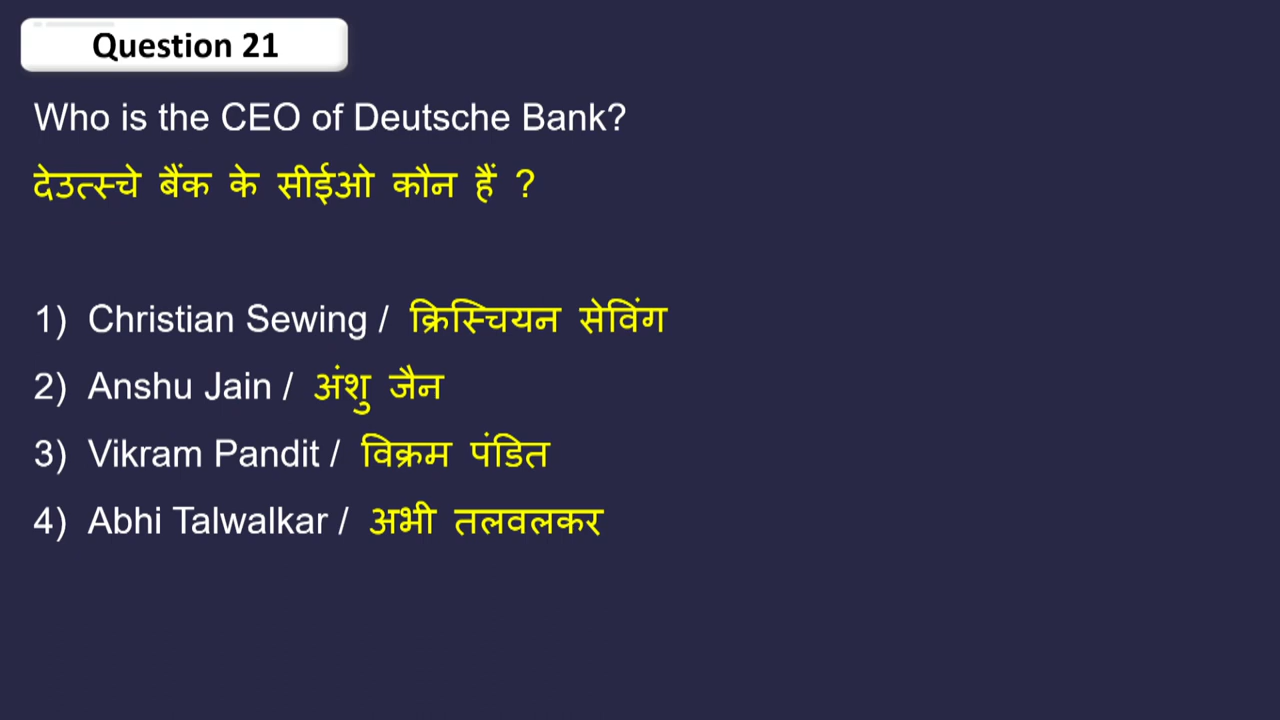 Question 21
Who is the CEO of Deutsche Bank?
देउत्स्चे बैंक के सीईओ कौन हैं ?
1) Christian Sewing / क्रिस्चियन सेविंग
2) Anshu Jain / अंशु जैन
3) Vikram Pandit / विक्रम पंडित
4) Abhi Talwalkar / अभी तलवलकर